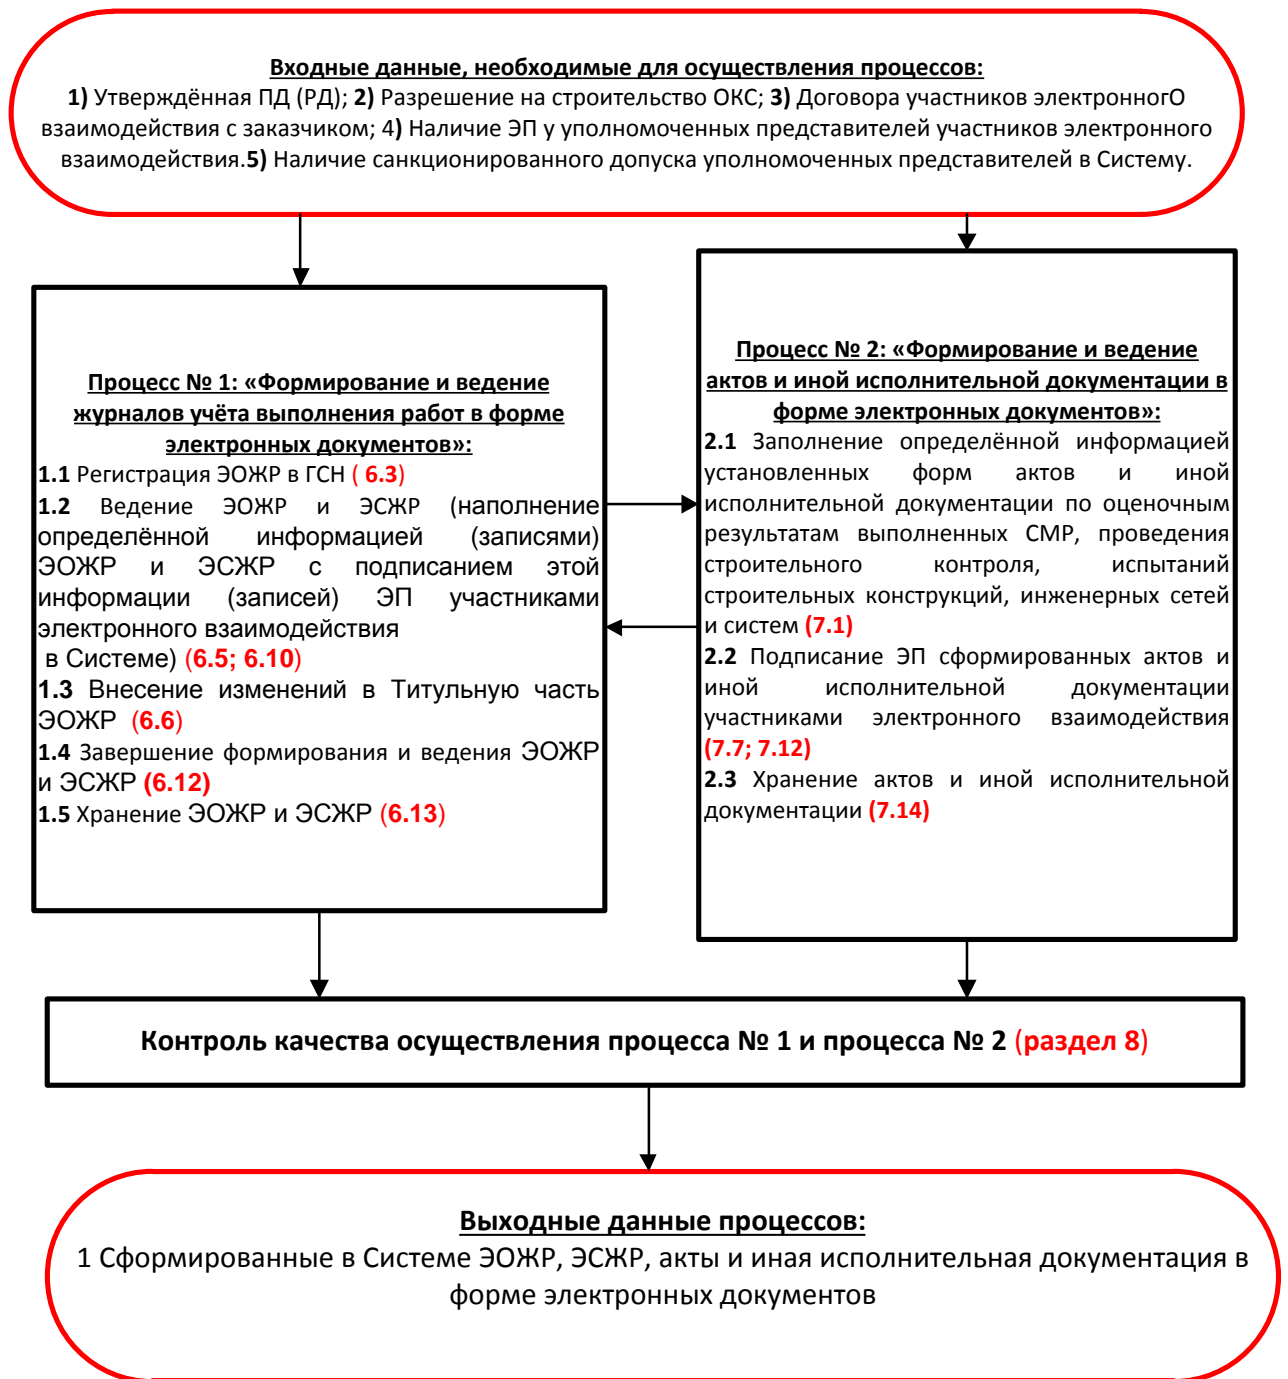 Входные данные, необходимые для осуществления процессов:
1) Утверждённая ПД (РД); 2) Разрешение на строительство ОКС; 3) Договора участников электронногО
взаимодействия с заказчиком; 4) Наличие ЭП у уполномоченных представителей участников электронного
взаимодействия.5) Наличие санкционированного допуска уполномоченных представителей в Систему.
Процесс № 1: «Формирование и ведение
журналов учёта выполнения работ в форме
электронных документов»:
1.1 Регистрация ЭОЖР в ГСН ( 6.3)
1.2 Ведение ЭОЖР и ЭСЖР (наполнение
определённой информацией (записями)
ЭОЖР и ЭСЖР с подписанием этой
информации (записей) ЭП участниками
электронного взаимодействия
в Системе) (6.5; 6.10)
1.3 Внесение изменений в Титульную часть
ЭОЖР (6.6)
1.4 Завершение формирования и ведения ЭОЖР
и ЭСЖР (6.12)
1.5 Хранение ЭОЖР и ЭСЖР (6.13)
Процесс № 2: «Формирование и ведение
актов и иной исполнительной документации в
форме электронных документов»:
2.1 Заполнение определённой информацией
установленных форм актов и иной
исполнительной документации по оценочным
результатам выполненных СМР, проведения
строительного контроля, испытаний
строительных конструкций, инженерных сетей
и систем (7.1)
2.2 Подписание ЭП сформированных актов и
иной исполнительной документации
участниками электронного взаимодействия
(7.7; 7.12)
2.3 Хранение актов и иной исполнительной
документации (7.14)
Контроль качества осуществления процесса № 1 и процесса № 2 (раздел 8)
Выходные данные процессов:
1 Сформированные в Системе ЭОЖР, ЭСЖР, акты и иная исполнительная документация в
форме электронных документов